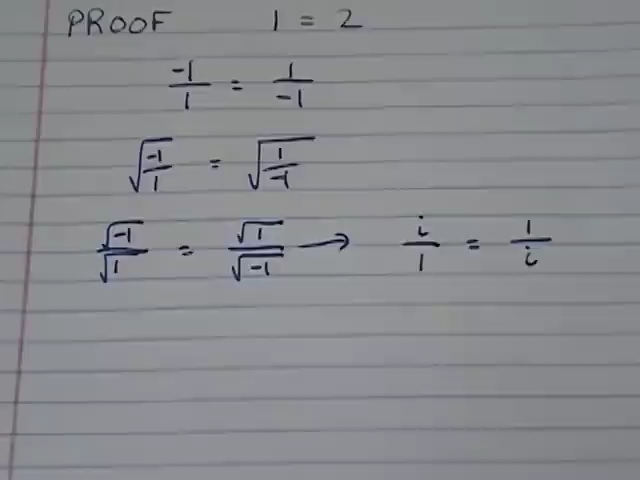 PROOF 1 = 2
-1/1 = 1/-1
√(-1/1) = √(1/-1)
√-1/√1 = √1/√-1 → i/1 = 1/i